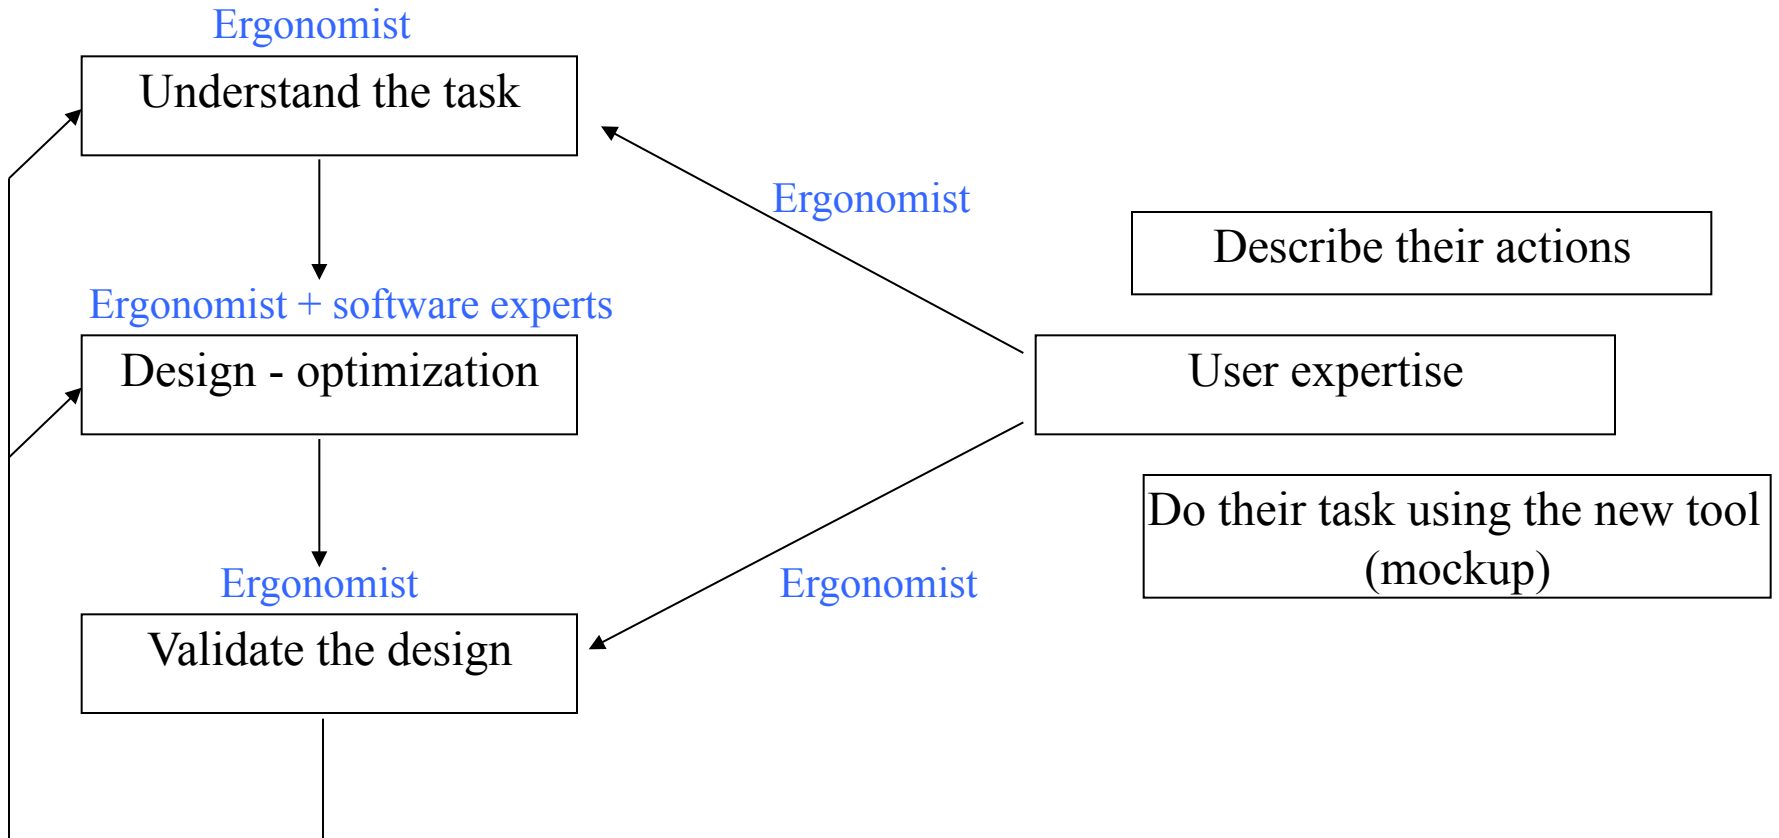 Ergonomist
Understand the task
Ergonomist
Describe their actions
Ergonomist + software experts
Design - optimization
User expertise
Do their task using the new tool
(mockup)
Ergonomist
Ergonomist
Validate the design